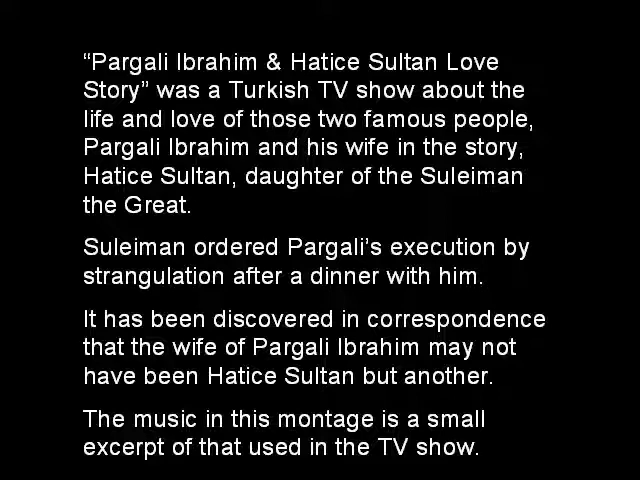 “Pargali Ibrahim & Hatice Sultan Love
Story” was a Turkish TV show about the
life and love of those two famous people,
Pargali Ibrahim and his wife in the story,
Hatice Sultan, daughter of the Suleiman
the Great.
Suleiman ordered Pargali’s execution by
strangulation after a dinner with him.
It has been discovered in correspondence
that the wife of Pargali Ibrahim may not
have been Hatice Sultan but another.
The music in this montage is a small
excerpt of that used in the TV show.